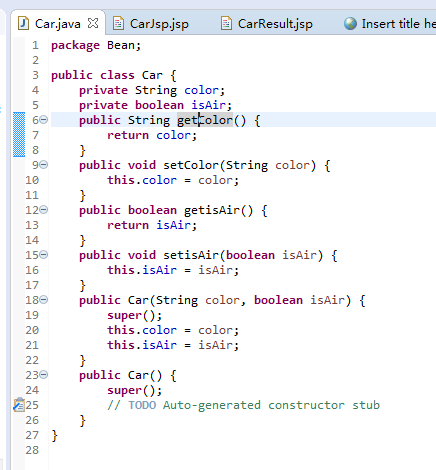 Car.java CarJsp.jsp CarResult.jsp Insert title he
1 package Bean;
2
3 public class Car {
4 private String color;
5 private boolean isAir;
6 public String getColor() {
7 return color;
8 }
9 public void setColor(String color) {
10 this.color = color;
11 }
12 public boolean getisAir() {
13 return isAir;
14 }
15 public void setisAir(boolean isAir) {
16 this.isAir = isAir;
17 }
18 public Car(String color, boolean isAir) {
19 super();
20 this.color = color;
21 this.isAir = isAir;
22 }
23 public Car() {
24 super();
25 // TODO Auto-generated constructor stub
26 }
27 }
28